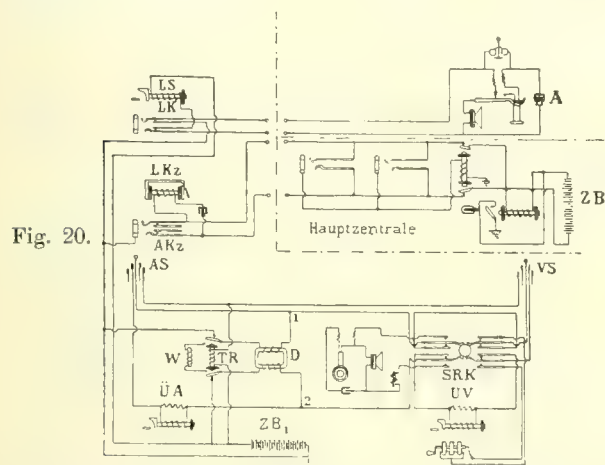 LS
LK
A
LKz
ZB
Hauptzentrale
Fig. 20.
AKz
AS
VS
1
W
TR
D
SRK
ÜA
2
UV
ZB₁